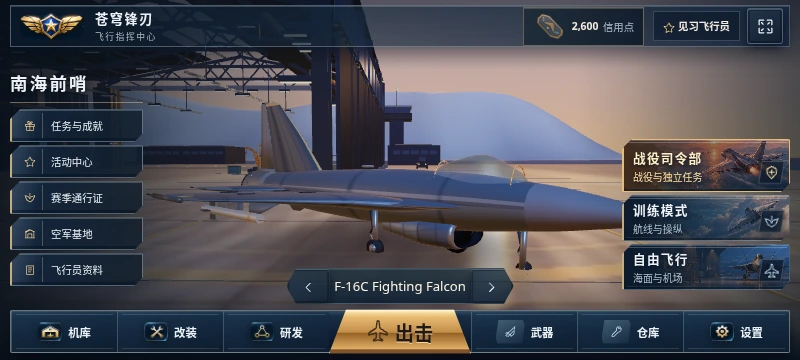 苍穹锋刃
飞行指挥中心
2,600 信用点
见习飞行员
南海前哨
任务与成就
活动中心
赛季通行证
空军基地
飞行员资料
战役司令部
战役与独立任务
训练模式
航线与操纵
自由飞行
海面与机场
F-16C Fighting Falcon
机库
改装
研发
出击
武器
仓库
设置